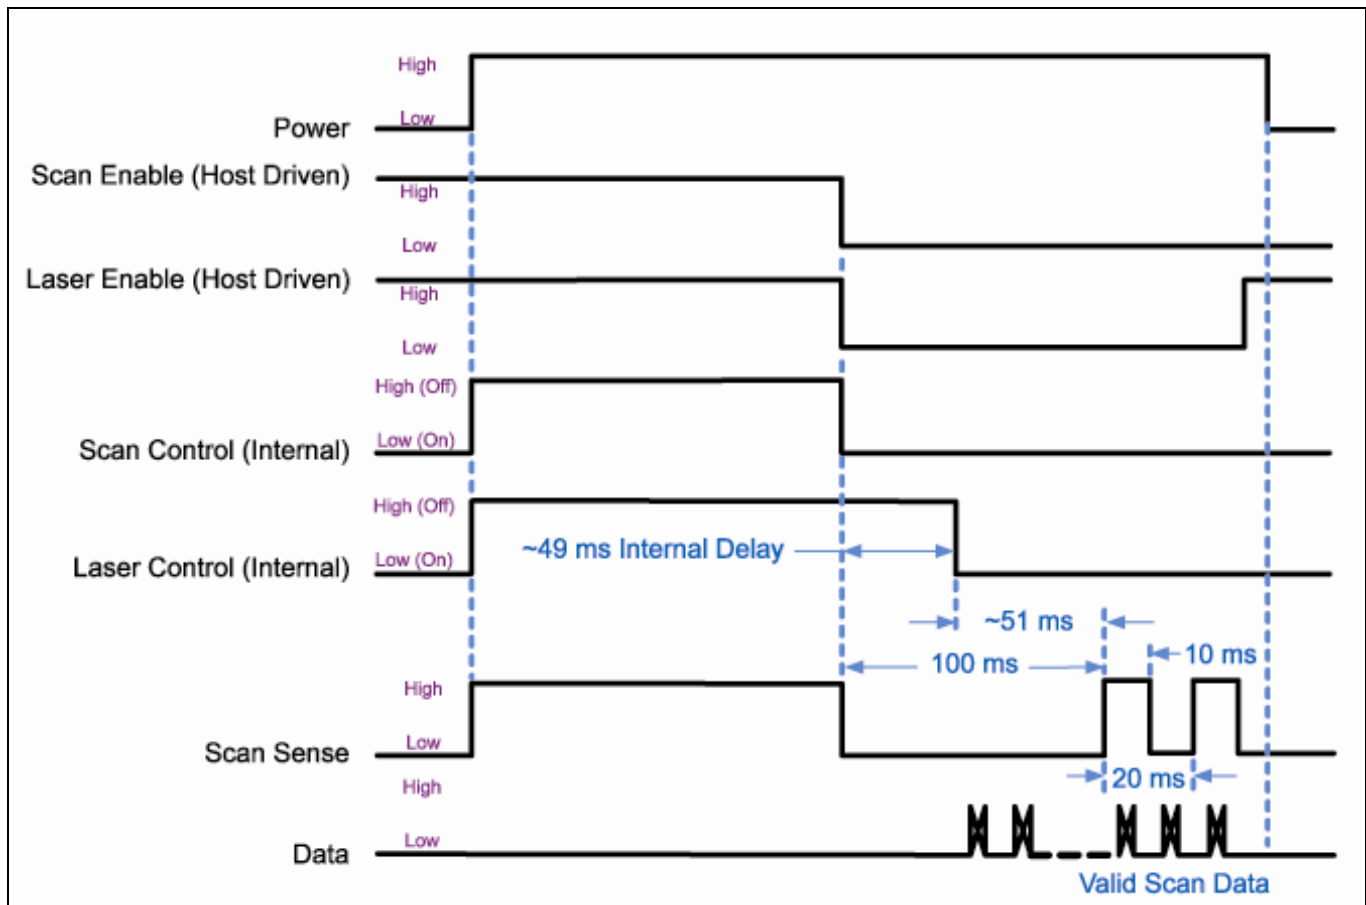 High
Low
Power
Scan Enable (Host Driven)
High
Low
Laser Enable (Host Driven)
High
Low
High (Off)
Low (On)
Scan Control (Internal)
High (Off)
~49 ms Internal Delay
Low (On)
Laser Control (Internal)
~51 ms
100 ms
10 ms
High
Low
Scan Sense
20 ms
High
Low
Data
Valid Scan Data